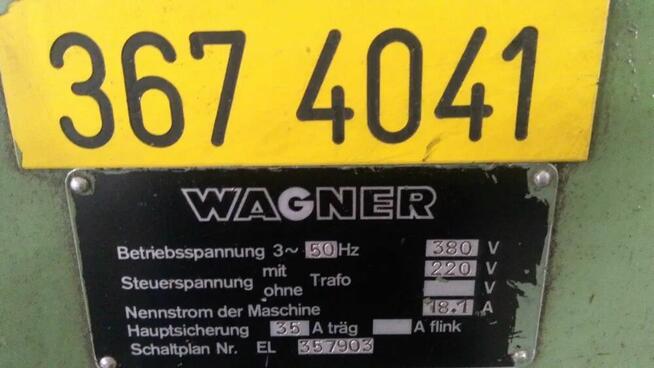 367 4041
WAGNER
Betriebsspannung 3~ 50 Hz 380 V
Steuerspannung mit Trafo 220 V
ohne V
Nennstrom der Maschine 18.1 A
Hauptsicherung 35 A träg A flink
Schaltplan Nr. EL 357903